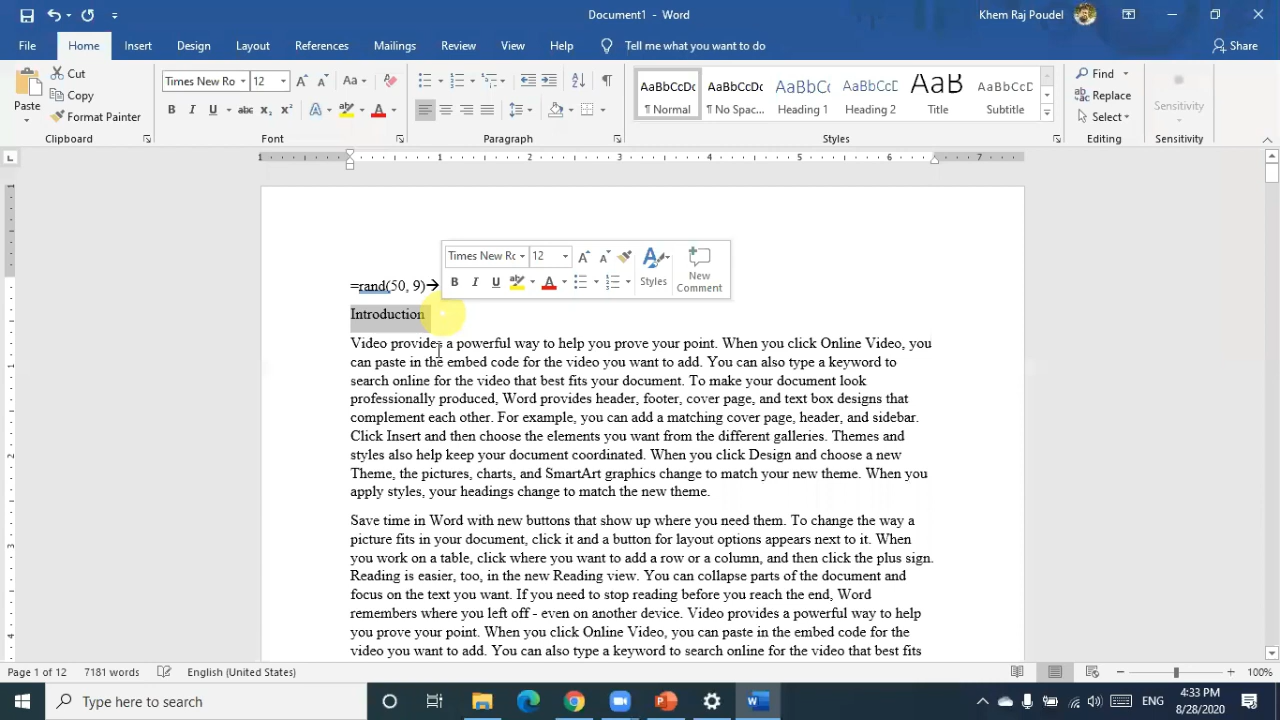 Document1 - Word
Khem Raj Poudel
File Home Insert Design Layout References Mailings Review View Help Tell me what you want to do Share
Paste
Cut
Copy
Format Painter
Clipboard
Times New Ro 12
Font
Paragraph
AaBbCcDc AaBbCcDc AaBbCc AaBbCcD AaB AaBbCcD
¶ Normal ¶ No Spac... Heading 1 Heading 2 Title Subtitle
Styles
Find
Replace
Select
Editing
Sensitivity
Sensitivity
1 1 2 3 4 5 6 7
Times New Rc 12
Styles
New
Comment
=rand(50, 9)→
Introduction
Video provides a powerful way to help you prove your point. When you click Online Video, you
can paste in the embed code for the video you want to add. You can also type a keyword to
search online for the video that best fits your document. To make your document look
professionally produced, Word provides header, footer, cover page, and text box designs that
complement each other. For example, you can add a matching cover page, header, and sidebar.
Click Insert and then choose the elements you want from the different galleries. Themes and
styles also help keep your document coordinated. When you click Design and choose a new
Theme, the pictures, charts, and SmartArt graphics change to match your new theme. When you
apply styles, your headings change to match the new theme.
Save time in Word with new buttons that show up where you need them. To change the way a
picture fits in your document, click it and a button for layout options appears next to it. When
you work on a table, click where you want to add a row or a column, and then click the plus sign.
Reading is easier, too, in the new Reading view. You can collapse parts of the document and
focus on the text you want. If you need to stop reading before you reach the end, Word
remembers where you left off - even on another device. Video provides a powerful way to help
you prove your point. When you click Online Video, you can paste in the embed code for the
video you want to add. You can also type a keyword to search online for the video that best fits
Page 1 of 12 7181 words English (United States) 100%
Type here to search
ENG
4:33 PM
8/28/2020